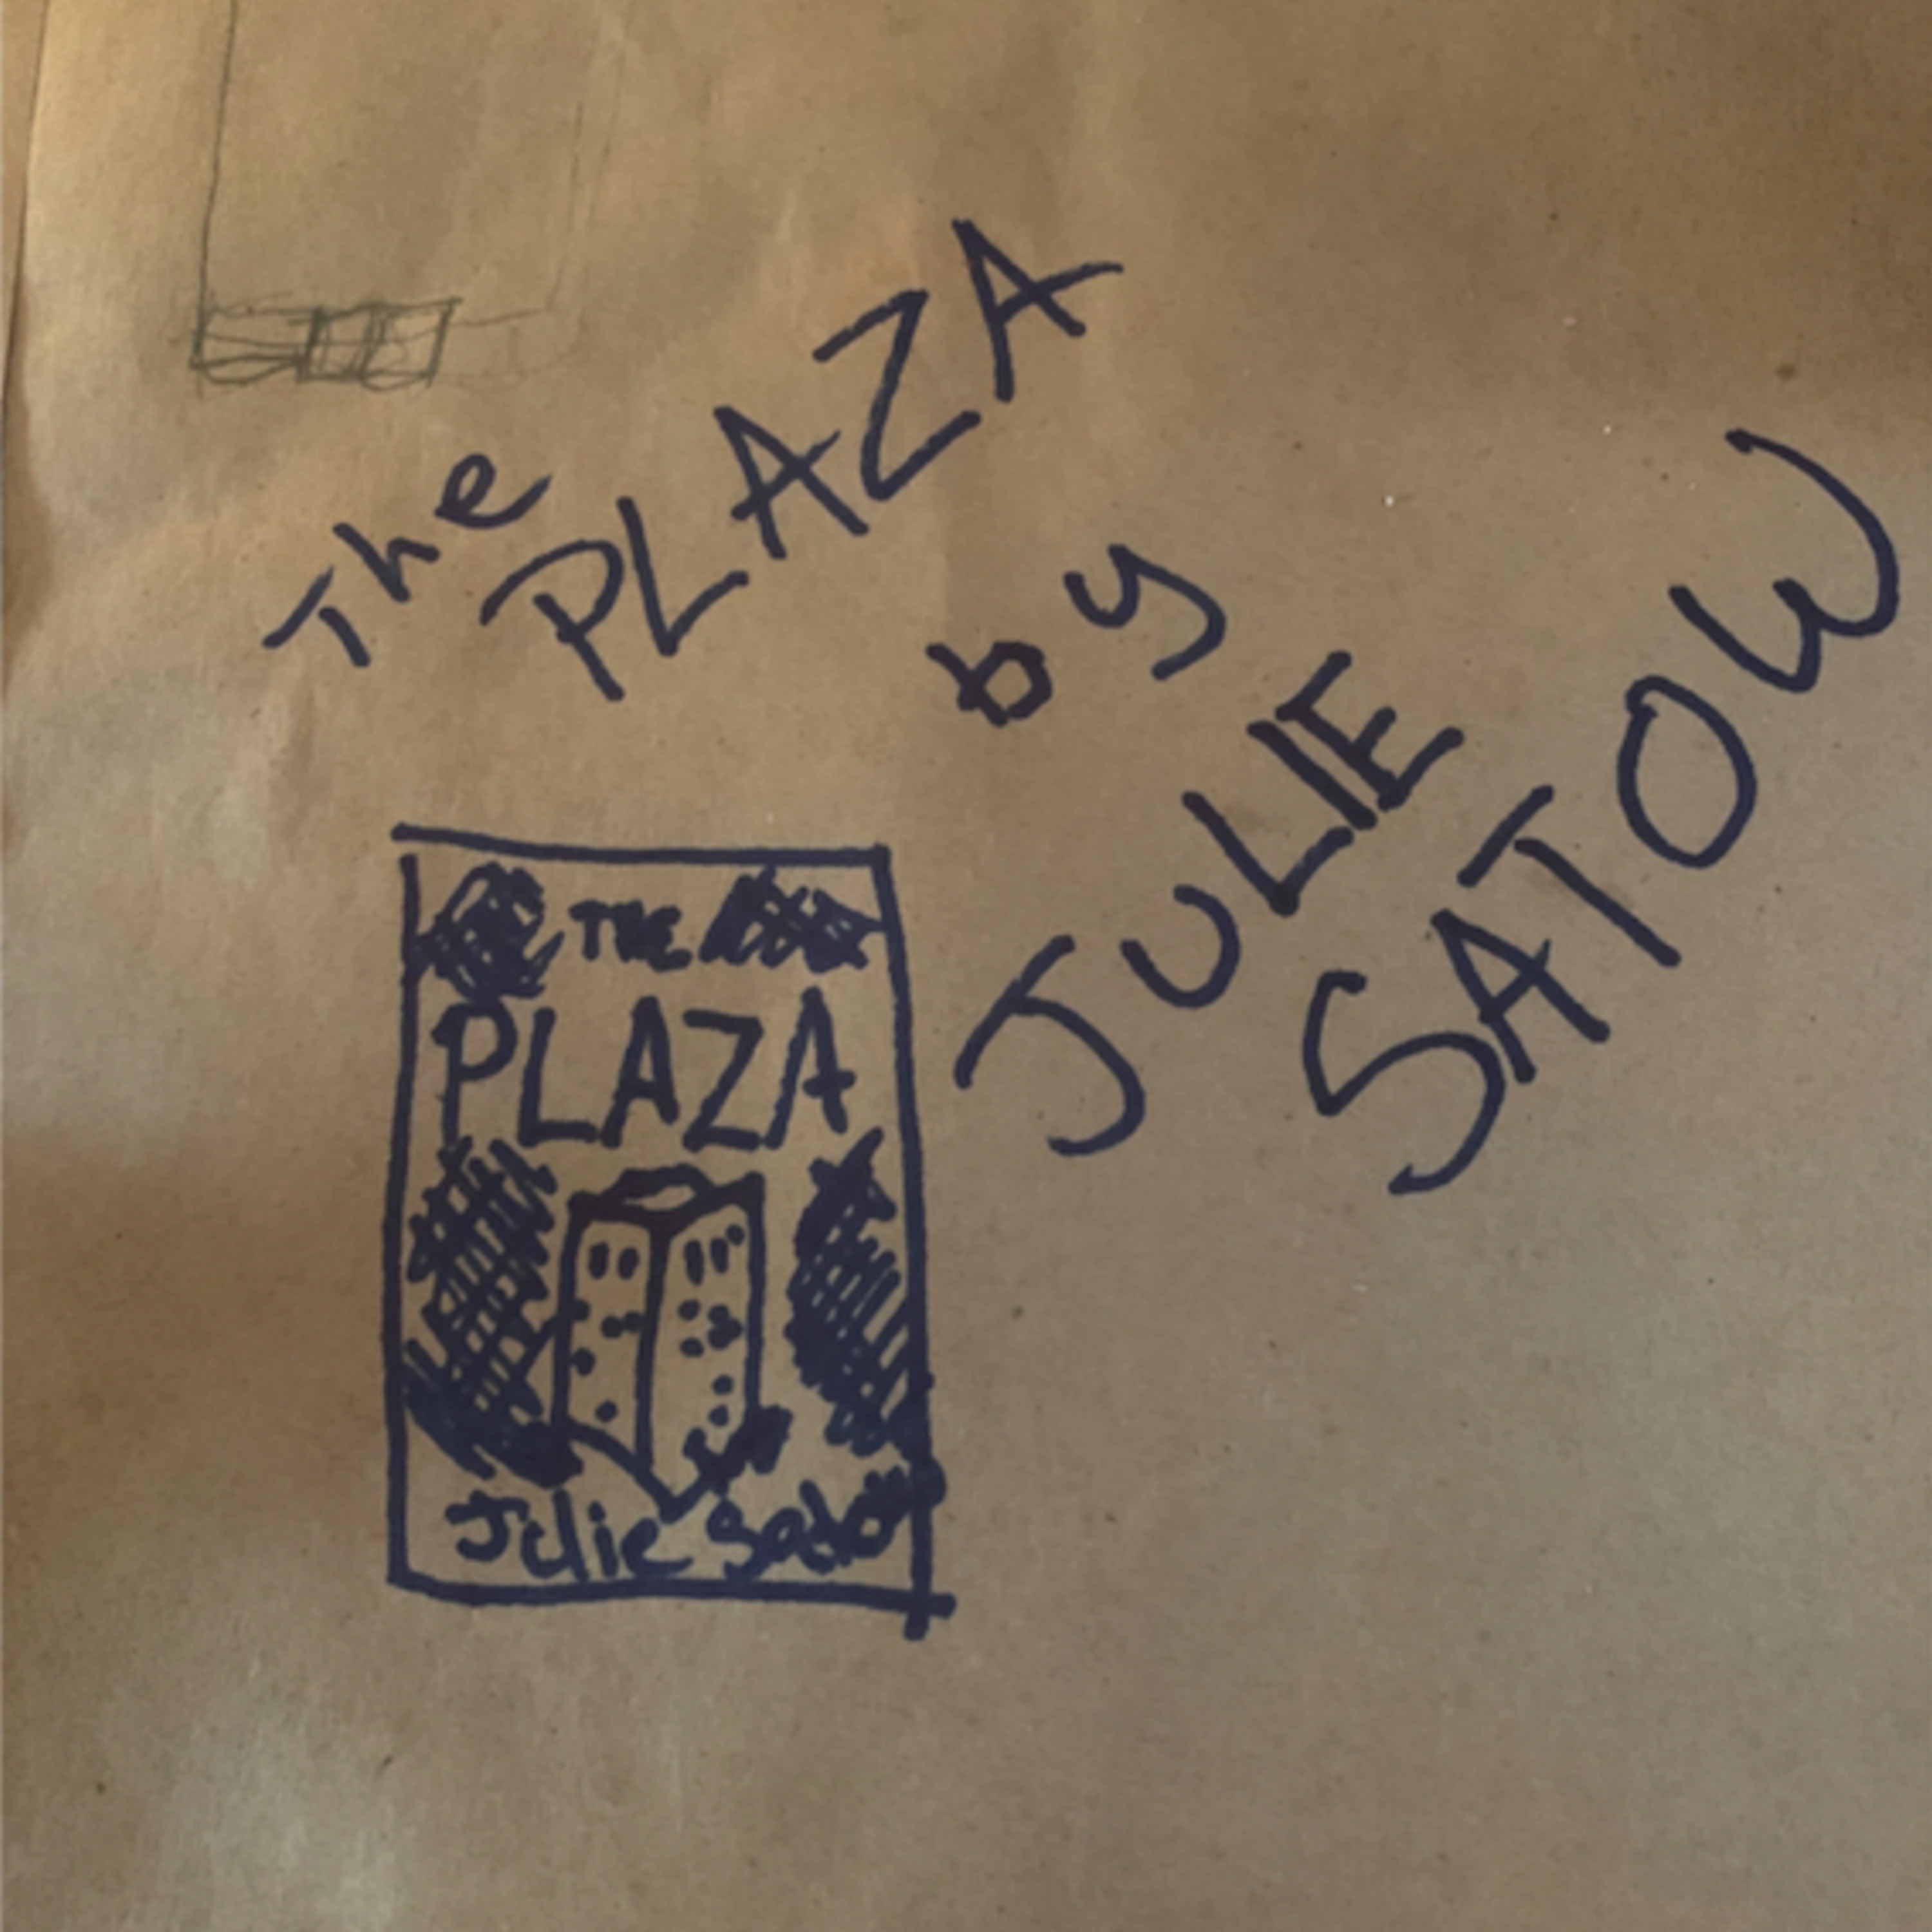 The
PLAZA
by
JULIE
SATOW
THE
PLAZA
Julie Satow